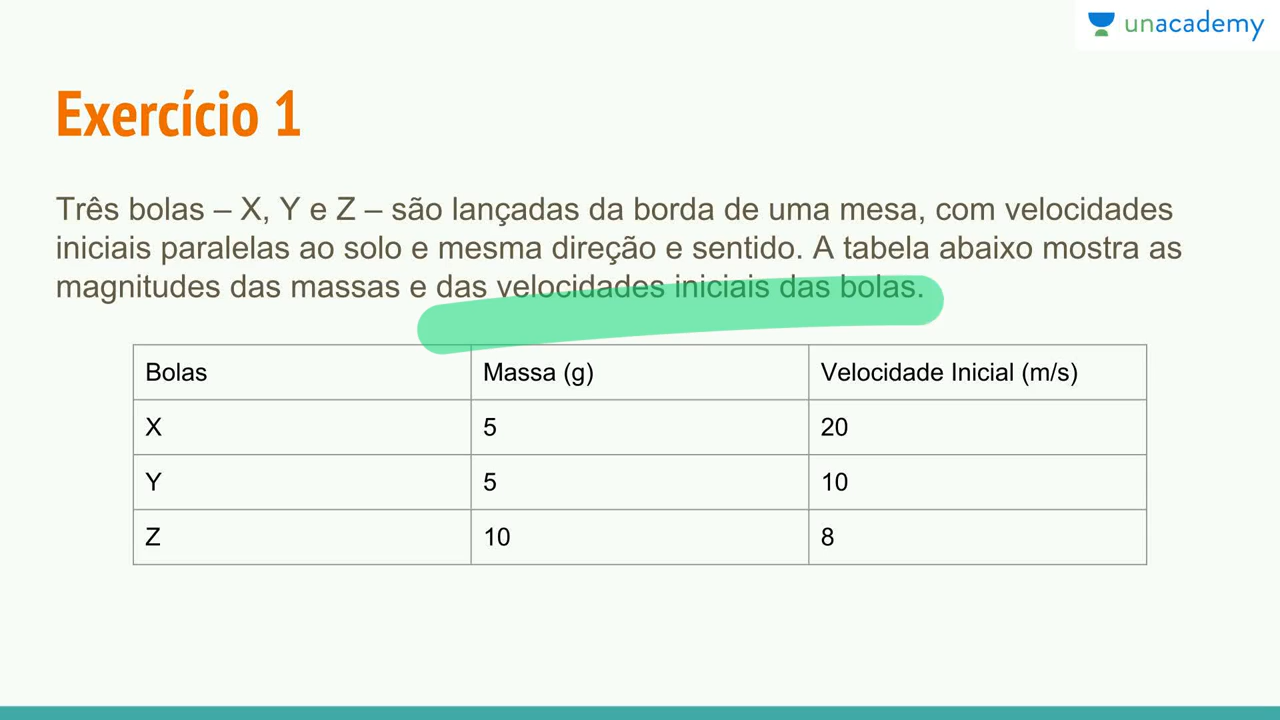 unacademy
Exercício 1
Três bolas – X, Y e Z – são lançadas da borda de uma mesa, com velocidades
iniciais paralelas ao solo e mesma direção e sentido. A tabela abaixo mostra as
magnitudes das massas e das velocidades iniciais das bolas.
Bolas Massa (g) Velocidade Inicial (m/s)
X 5 20
Y 5 10
Z 10 8